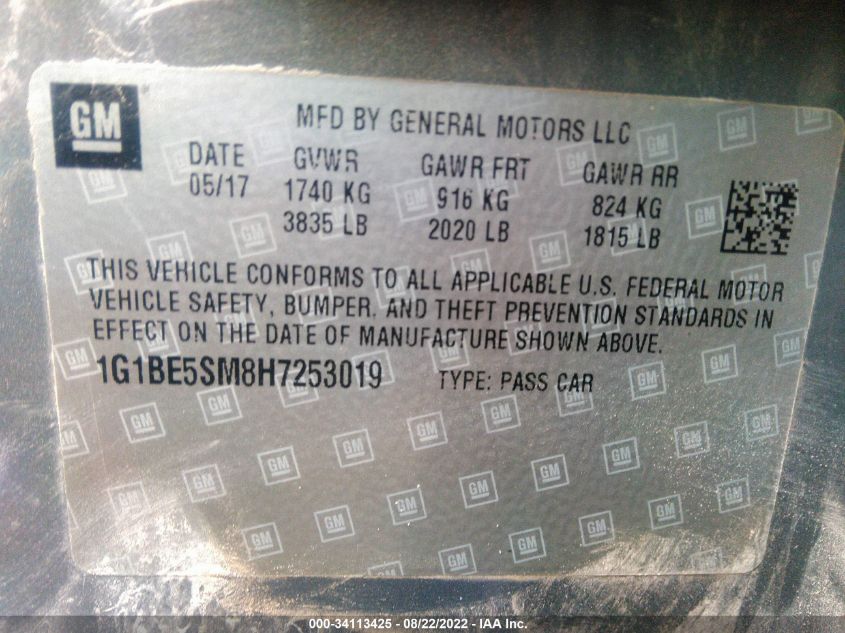 GM
MFD BY GENERAL MOTORS LLC
DATE GVWR GAWR FRT GAWR RR
05/17 1740 KG 916 KG 824 KG
3835 LB 2020 LB 1815 LB
THIS VEHICLE CONFORMS TO ALL APPLICABLE U.S. FEDERAL MOTOR
VEHICLE SAFETY, BUMPER, AND THEFT PREVENTION STANDARDS IN
EFFECT ON THE DATE OF MANUFACTURE SHOWN ABOVE.
1G1BE5SM8H7253019 TYPE: PASS CAR
000-34113425 - 08/22/2022 - IAA Inc.